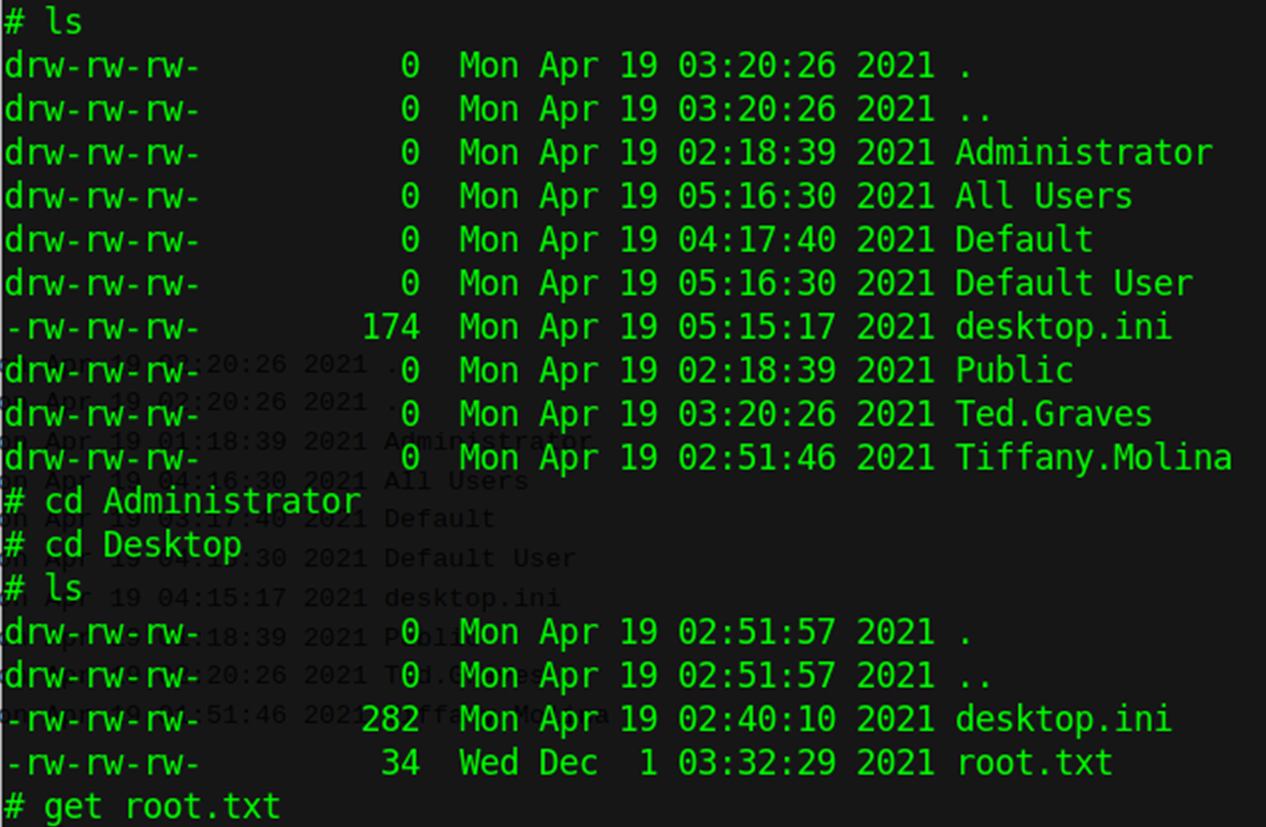 # ls
drw-rw-rw-          0  Mon Apr 19 03:20:26 2021 .
drw-rw-rw-          0  Mon Apr 19 03:20:26 2021 ..
drw-rw-rw-          0  Mon Apr 19 02:18:39 2021 Administrator
drw-rw-rw-          0  Mon Apr 19 05:16:30 2021 All Users
drw-rw-rw-          0  Mon Apr 19 04:17:40 2021 Default
drw-rw-rw-          0  Mon Apr 19 05:16:30 2021 Default User
-rw-rw-rw-        174  Mon Apr 19 05:15:17 2021 desktop.ini
drw-rw-rw-          0  Mon Apr 19 02:18:39 2021 Public
drw-rw-rw-          0  Mon Apr 19 03:20:26 2021 Ted.Graves
drw-rw-rw-          0  Mon Apr 19 02:51:46 2021 Tiffany.Molina
# cd Administrator
# cd Desktop
# ls
drw-rw-rw-          0  Mon Apr 19 02:51:57 2021 .
drw-rw-rw-          0  Mon Apr 19 02:51:57 2021 ..
-rw-rw-rw-        282  Mon Apr 19 02:40:10 2021 desktop.ini
-rw-rw-rw-         34  Wed Dec  1 03:32:29 2021 root.txt
# get root.txt